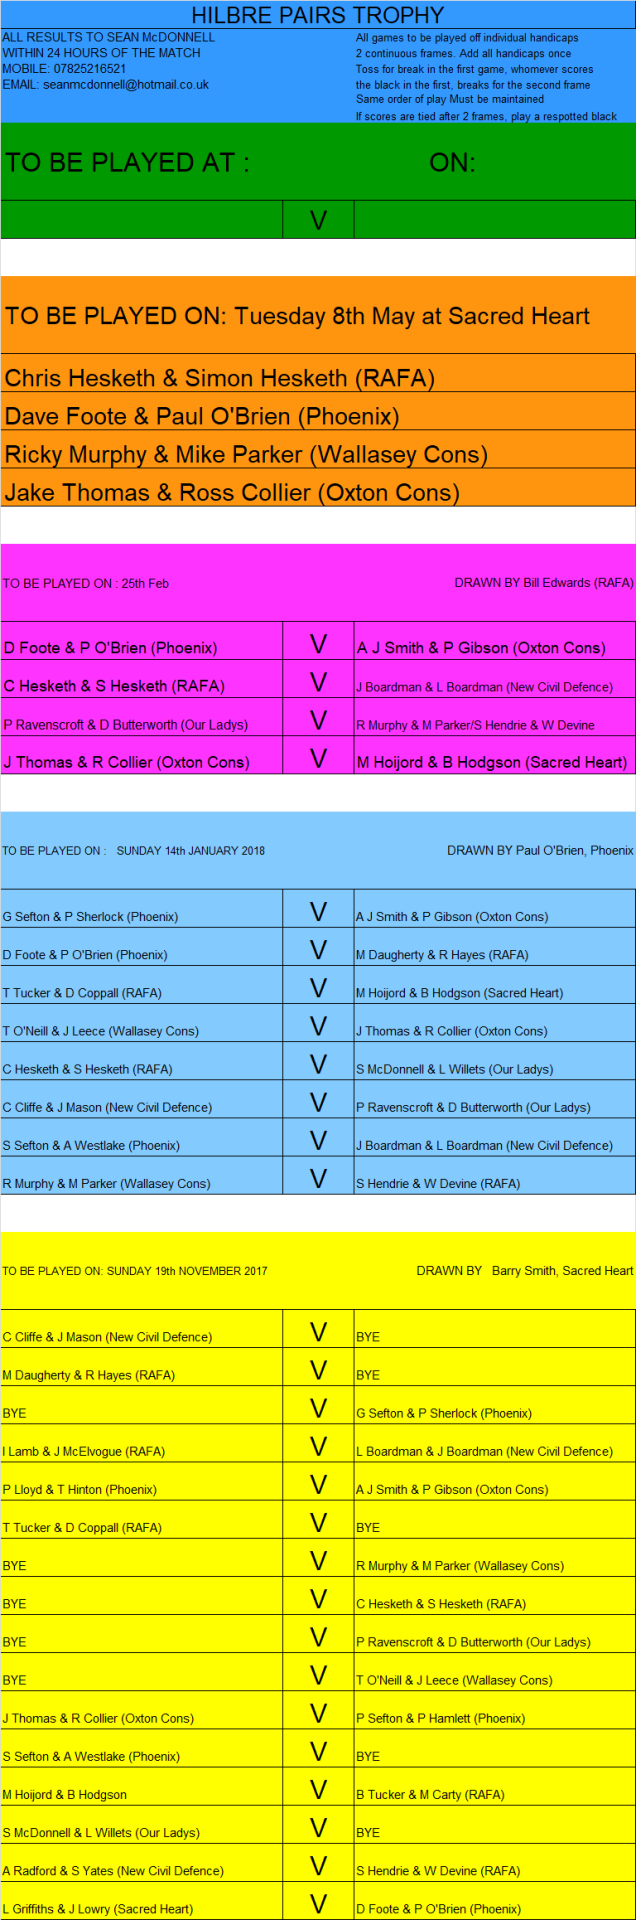 HILBRE PAIRS TROPHY
ALL RESULTS TO SEAN McDONNELL
WITHIN 24 HOURS OF THE MATCH
MOBILE: 07825216521
EMAIL: seanmcdonnell@hotmail.co.uk
All games to be played off individual handicaps
2 continuous frames. Add all handicaps once
Toss for break in the first game, whomever scores
the black in the first, breaks for the second frame
Same order of play Must be maintained
If scores are tied after 2 frames, play a respotted black
TO BE PLAYED AT : ON:
V
TO BE PLAYED ON: Tuesday 8th May at Sacred Heart
Chris Hesketh & Simon Hesketh (RAFA)
Dave Foote & Paul O'Brien (Phoenix)
Ricky Murphy & Mike Parker (Wallasey Cons)
Jake Thomas & Ross Collier (Oxton Cons)
TO BE PLAYED ON : 25th Feb DRAWN BY Bill Edwards (RAFA)
D Foote & P O'Brien (Phoenix) V A J Smith & P Gibson (Oxton Cons)
C Hesketh & S Hesketh (RAFA) V J Boardman & L Boardman (New Civil Defence)
P Ravenscroft & D Butterworth (Our Ladys) V R Murphy & M Parker/S Hendrie & W Devine
J Thomas & R Collier (Oxton Cons) V M Hoijord & B Hodgson (Sacred Heart)
TO BE PLAYED ON : SUNDAY 14th JANUARY 2018 DRAWN BY Paul O'Brien, Phoenix
G Sefton & P Sherlock (Phoenix) V A J Smith & P Gibson (Oxton Cons)
D Foote & P O'Brien (Phoenix) V M Daugherty & R Hayes (RAFA)
T Tucker & D Coppall (RAFA) V M Hoijord & B Hodgson (Sacred Heart)
T O'Neill & J Leece (Wallasey Cons) V J Thomas & R Collier (Oxton Cons)
C Hesketh & S Hesketh (RAFA) V S McDonnell & L Willets (Our Ladys)
C Cliffe & J Mason (New Civil Defence) V P Ravenscroft & D Butterworth (Our Ladys)
S Sefton & A Westlake (Phoenix) V J Boardman & L Boardman (New Civil Defence)
R Murphy & M Parker (Wallasey Cons) V S Hendrie & W Devine (RAFA)
TO BE PLAYED ON: SUNDAY 19th NOVEMBER 2017 DRAWN BY Barry Smith, Sacred Heart
C Cliffe & J Mason (New Civil Defence) V BYE
M Daugherty & R Hayes (RAFA) V BYE
BYE V G Sefton & P Sherlock (Phoenix)
I Lamb & J McElvogue (RAFA) V L Boardman & J Boardman (New Civil Defence)
P Lloyd & T Hinton (Phoenix) V A J Smith & P Gibson (Oxton Cons)
T Tucker & D Coppall (RAFA) V BYE
BYE V R Murphy & M Parker (Wallasey Cons)
BYE V C Hesketh & S Hesketh (RAFA)
BYE V P Ravenscroft & D Butterworth (Our Ladys)
BYE V T O'Neill & J Leece (Wallasey Cons)
J Thomas & R Collier (Oxton Cons) V P Sefton & P Hamlett (Phoenix)
S Sefton & A Westlake (Phoenix) V BYE
M Hoijord & B Hodgson V B Tucker & M Carty (RAFA)
S McDonnell & L Willets (Our Ladys) V BYE
A Radford & S Yates (New Civil Defence) V S Hendrie & W Devine (RAFA)
L Griffiths & J Lowry (Sacred Heart) V D Foote & P O'Brien (Phoenix)